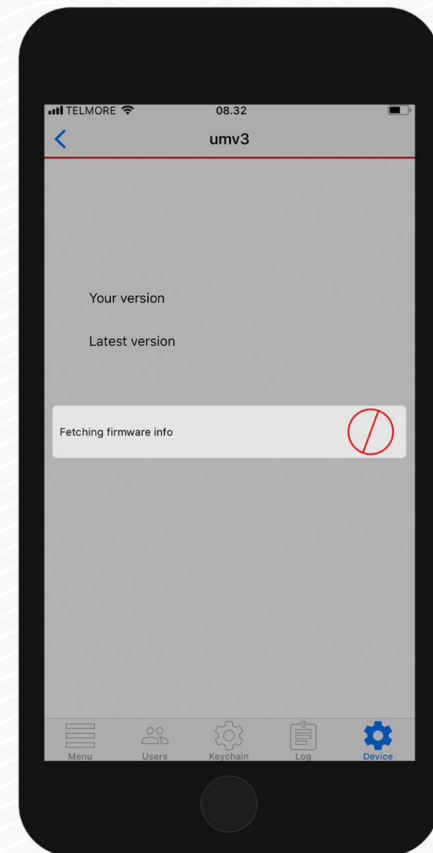 TELMORE 08.32
umv3
Your version
Latest version
Fetching firmware info
Menu Users Keychain Log Device